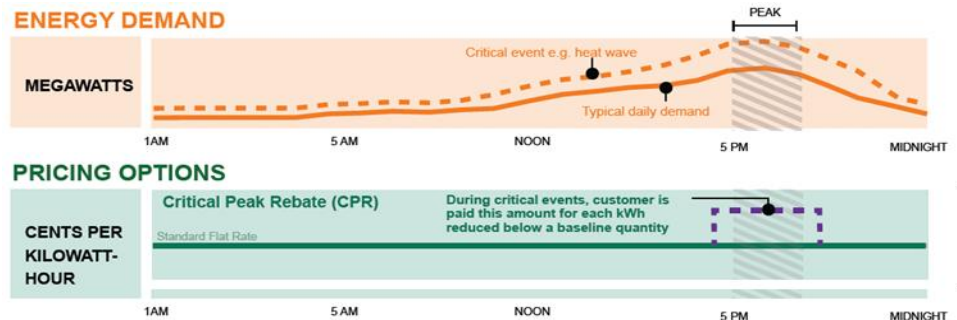 PEAK
ENERGY DEMAND
Critical event e.g. heat wave
MEGAWATTS
Typical daily demand
1AM
5 AM
NOON
5 PM
MIDNIGHT
PRICING OPTIONS
Critical Peak Rebate (CPR)
During critical events, customer is
paid this amount for each kWh
reduced below a baseline quantity
CENTS PER
KILOWATT-
HOUR
Standard Flat Rate
1AM
5 AM
NOON
5 PM
MIDNIGHT